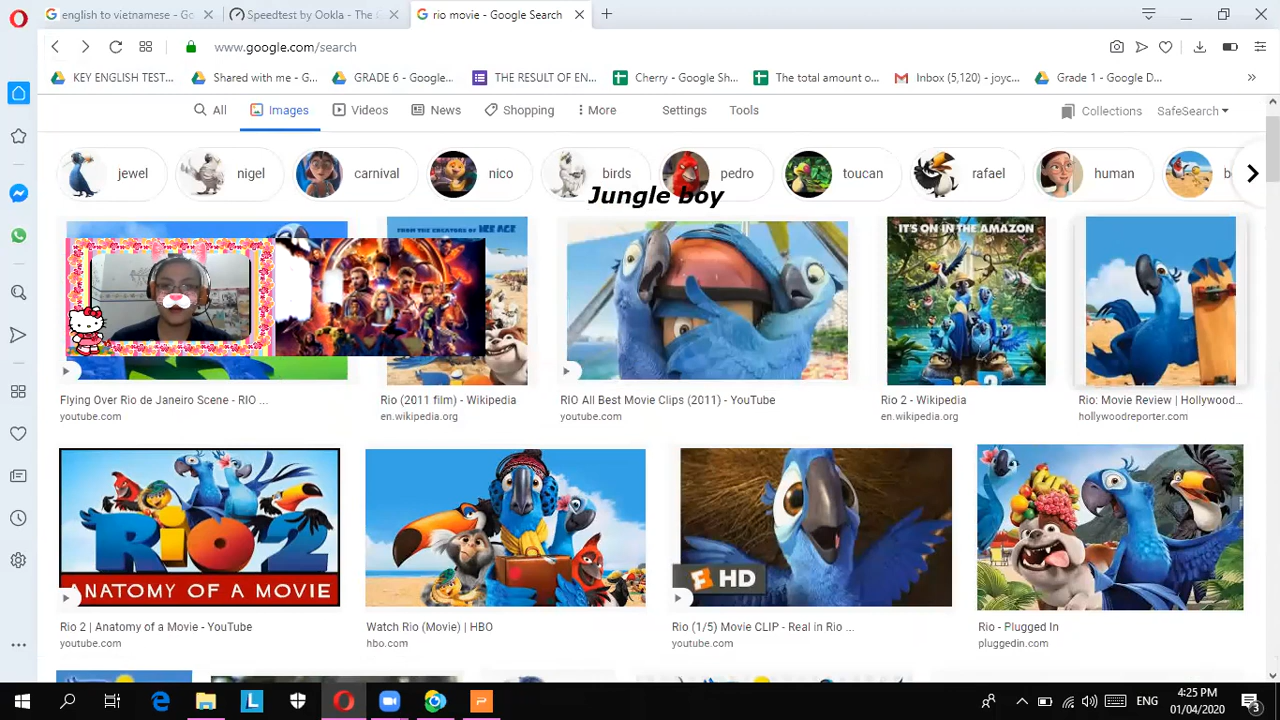 english to vietnamese - Go
Speedtest by Ookla - The G
rio movie - Google Search
www.google.com/search
KEY ENGLISH TEST...
Shared with me - G...
GRADE 6 - Google...
THE RESULT OF EN...
Cherry - Google Sh...
The total amount o...
Inbox (5,120) - joyc...
Grade 1 - Google D...
All
Images
Videos
News
Shopping
More
Settings
Tools
Collections
SafeSearch
jewel
nigel
carnival
nico
birds
pedro
toucan
rafael
human
b
Jungle boy
FROM THE CREATORS OF ICE AGE
IT'S ON IN THE AMAZON
Flying Over Rio de Janeiro Scene - RIO ...
youtube.com
Rio (2011 film) - Wikipedia
en.wikipedia.org
RIO All Best Movie Clips (2011) - YouTube
youtube.com
Rio 2 - Wikipedia
en.wikipedia.org
Rio: Movie Review | Hollywood...
hollywoodreporter.com
RiO 2
ANATOMY OF A MOVIE
HD
Rio 2 | Anatomy of a Movie - YouTube
youtube.com
Watch Rio (Movie) | HBO
hbo.com
Rio (1/5) Movie CLIP - Real in Rio ...
youtube.com
Rio - Plugged In
pluggedin.com
ENG
4:25 PM
01/04/2020
3